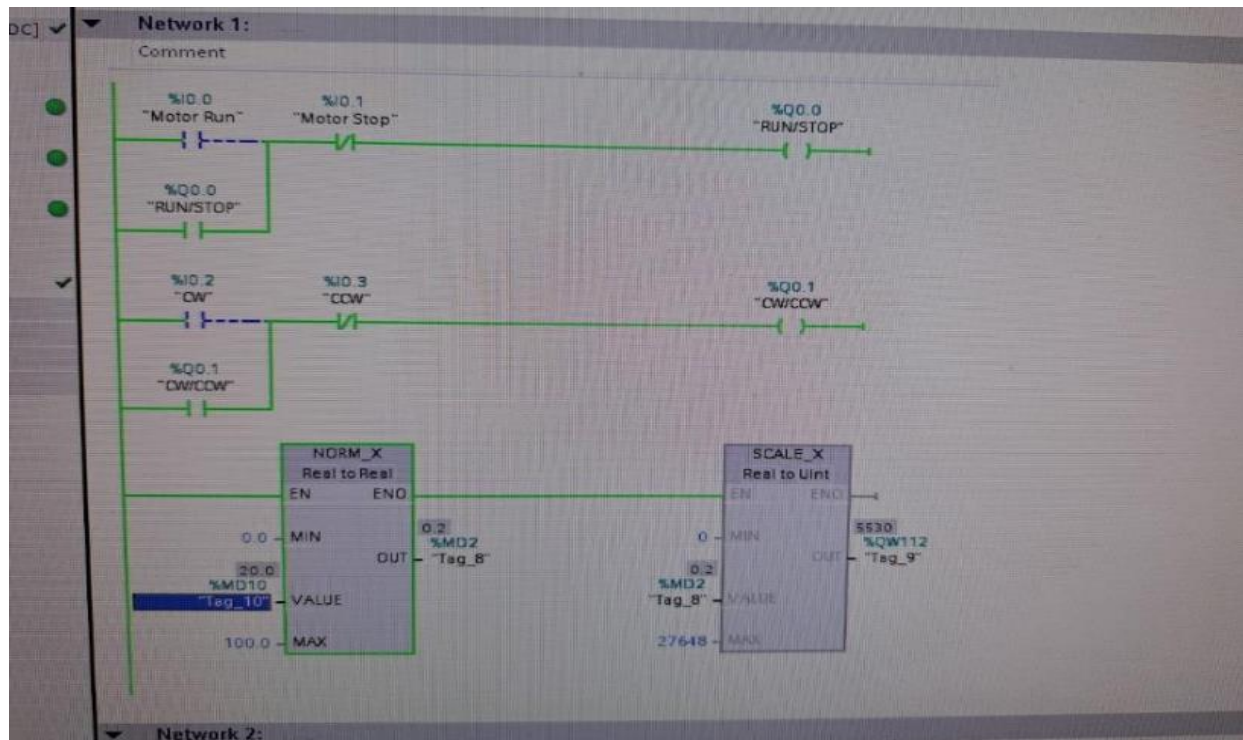 DC]
Network 1:
Comment
%I0.0
"Motor Run"
%I0.1
"Motor Stop"
%Q0.0
"RUN/STOP"
%Q0.0
"RUN/STOP"
%I0.2
"CW"
%I0.3
"CCW"
%Q0.1
"CW/CCW"
%Q0.1
"CW/CCW"
NORM_X
Real to Real
EN ENO
0.0 MIN
0.2
%MD2
OUT "Tag_8"
20.0
%MD10
"Tag_10" VALUE
100.0 MAX
SCALE_X
Real to UInt
EN ENO
0 MIN
5530
%QW112
OUT "Tag_9"
0.2
%MD2
"Tag_8" VALUE
27648 MAX
Network 2: